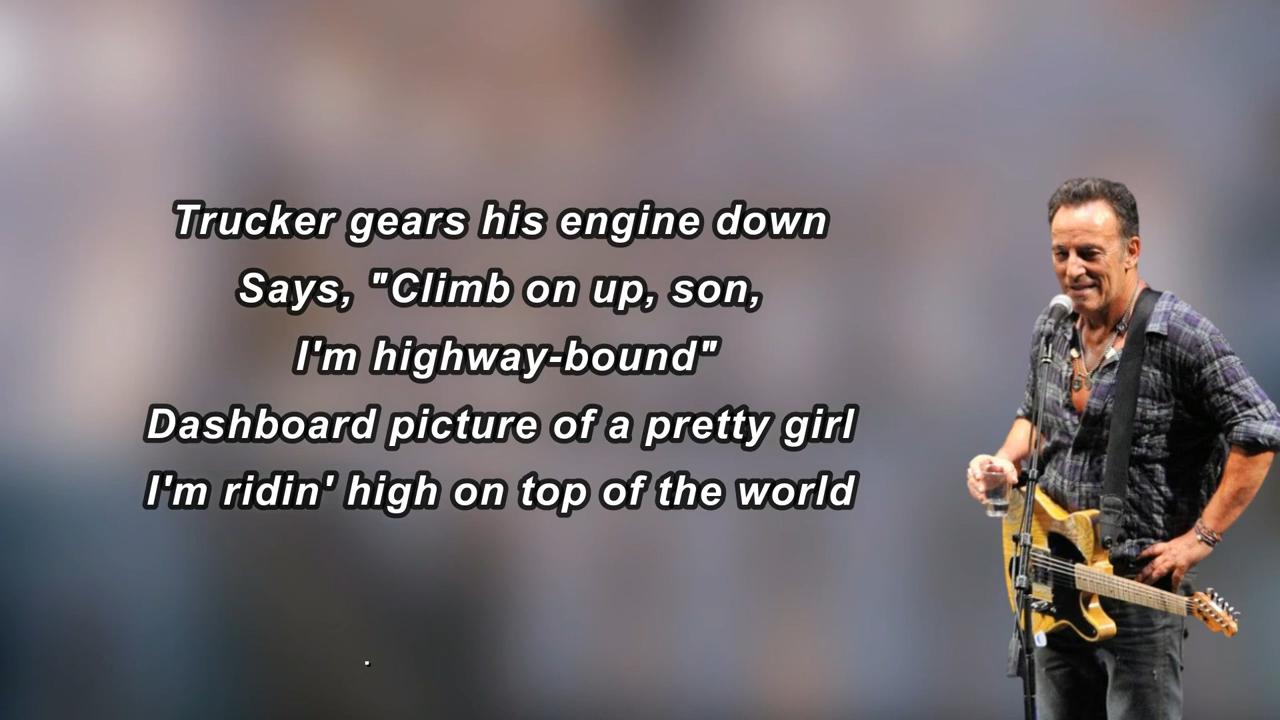 Trucker gears his engine down
Says, "Climb on up, son,
I'm highway-bound"
Dashboard picture of a pretty girl
I'm ridin' high on top of the world
.